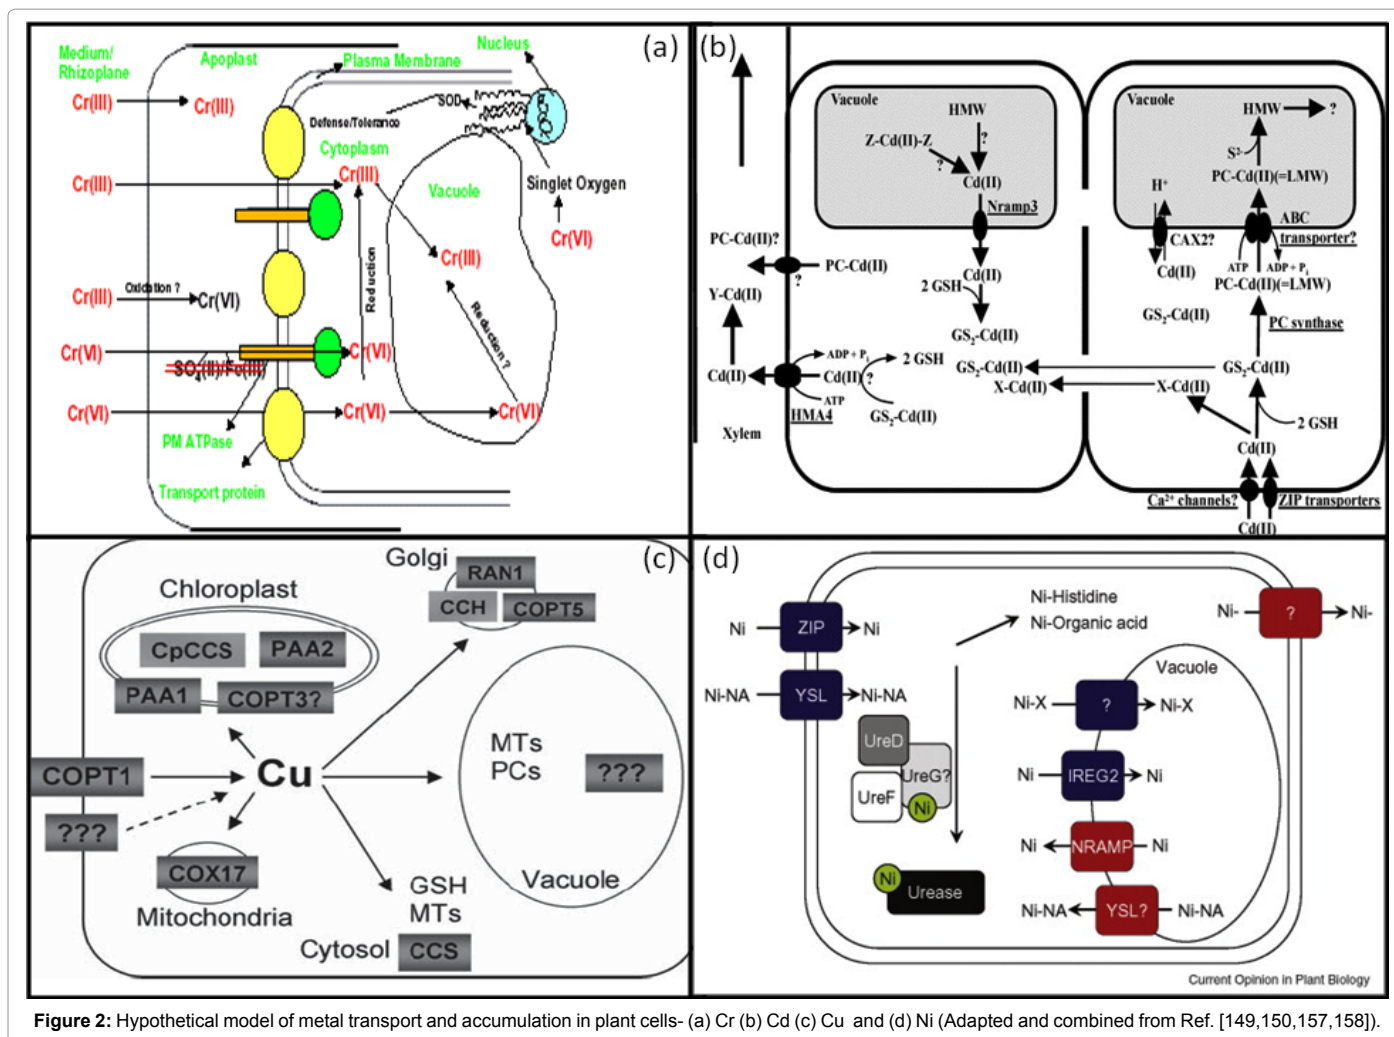 (a)
Medium/
Rhizoplane
Apoplast
Plasma Membrane
Nucleus
Cr(III)
Cr(III)
SOD
Defense/Tolerance
Cytoplasm
Cr(III)
Cr(III)
Vacuole
Singlet Oxygen
Cr(VI)
Cr(III)
Reduction
Reduction ?
Cr(III)
Oxidation ?
Cr(VI)
Cr(VI)
Cr(VI)
SO4(II)/Fe(III)
Cr(VI)
Cr(VI)
Cr(VI)
PM ATPase
Transport protein
(b)
Vacuole
HMW
?
Z-Cd(II)-Z
?
Cd(II)
Nramp3
Cd(II)
2 GSH
GS2-Cd(II)
PC-Cd(II)?
PC-Cd(II)
?
Y-Cd(II)
ADP + Pi
2 GSH
Cd(II)
Cd(II)
?
ATP
GS2-Cd(II)
HMA4
Xylem
GS2-Cd(II)
X-Cd(II)
Vacuole
HMW
?
S2-
PC-Cd(II)(=LMW)
H+
CAX2?
ABC
transporter?
Cd(II)
ATP
ADP + Pi
PC-Cd(II)(=LMW)
GS2-Cd(II)
PC synthase
GS2-Cd(II)
X-Cd(II)
2 GSH
Cd(II)
Ca2+ channels?
ZIP transporters
Cd(II)
(c)
Golgi
RAN1
CCH
COPT5
Chloroplast
CpCCS
PAA2
PAA1
COPT3?
COPT1
Cu
MTs
PCs
???
???
COX17
Mitochondria
Vacuole
GSH
MTs
Cytosol
CCS
(d)
Ni-Histidine
Ni-Organic acid
Ni
ZIP
Ni
Ni-
?
Ni-
Vacuole
Ni-NA
YSL
Ni-NA
Ni-X
?
Ni-X
UreD
UreG?
UreF
Ni
Ni
IREG2
Ni
Ni
NRAMP
Ni
Ni
Urease
Ni-NA
YSL?
Ni-NA
Current Opinion in Plant Biology
Figure 2: Hypothetical model of metal transport and accumulation in plant cells- (a) Cr (b) Cd (c) Cu and (d) Ni (Adapted and combined from Ref. [149,150,157,158]).